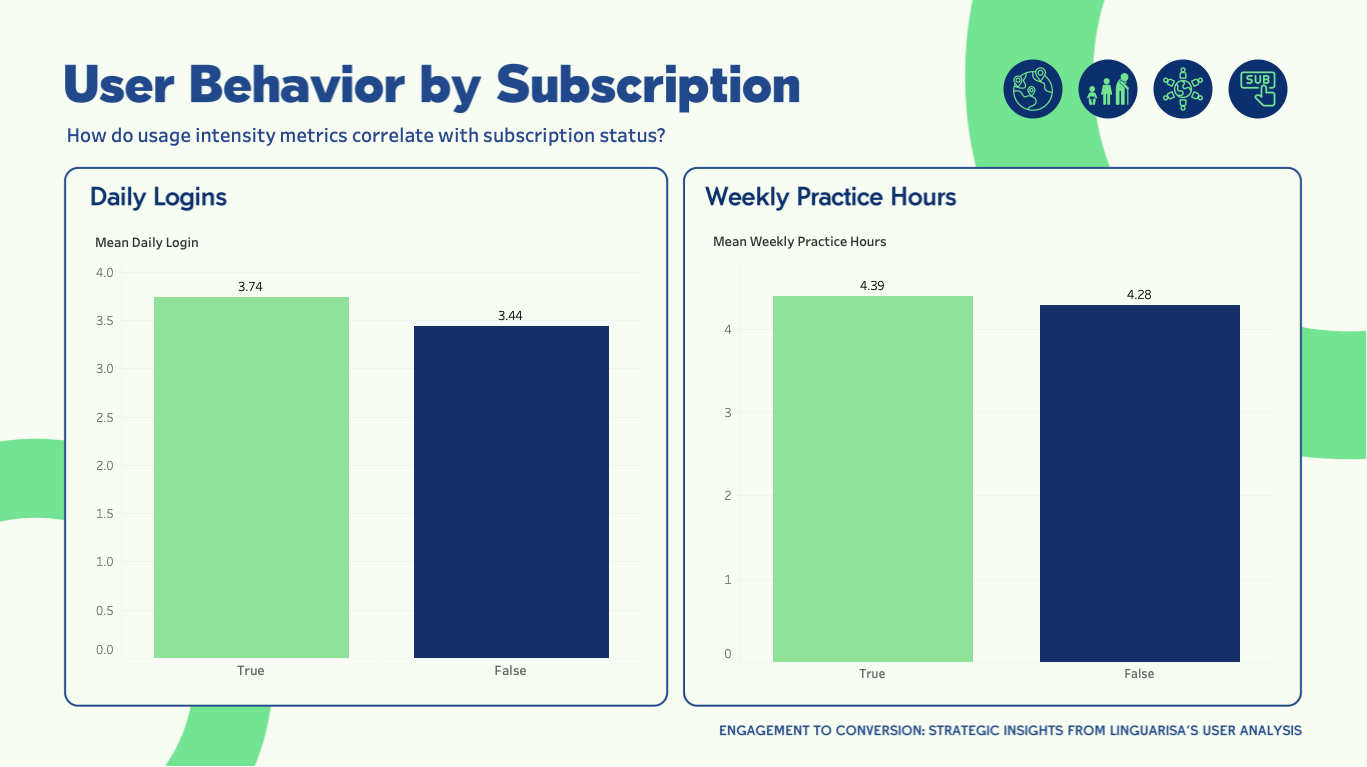 User Behavior by Subscription
SUB
How do usage intensity metrics correlate with subscription status?
Daily Logins
Mean Daily Login
4.0
3.5
3.0
2.5
2.0
1.5
1.0
0.5
0.0
3.74
3.44
True
False
Weekly Practice Hours
Mean Weekly Practice Hours
4
3
2
1
0
4.39
4.28
True
False
ENGAGEMENT TO CONVERSION: STRATEGIC INSIGHTS FROM LINGUARISA'S USER ANALYSIS